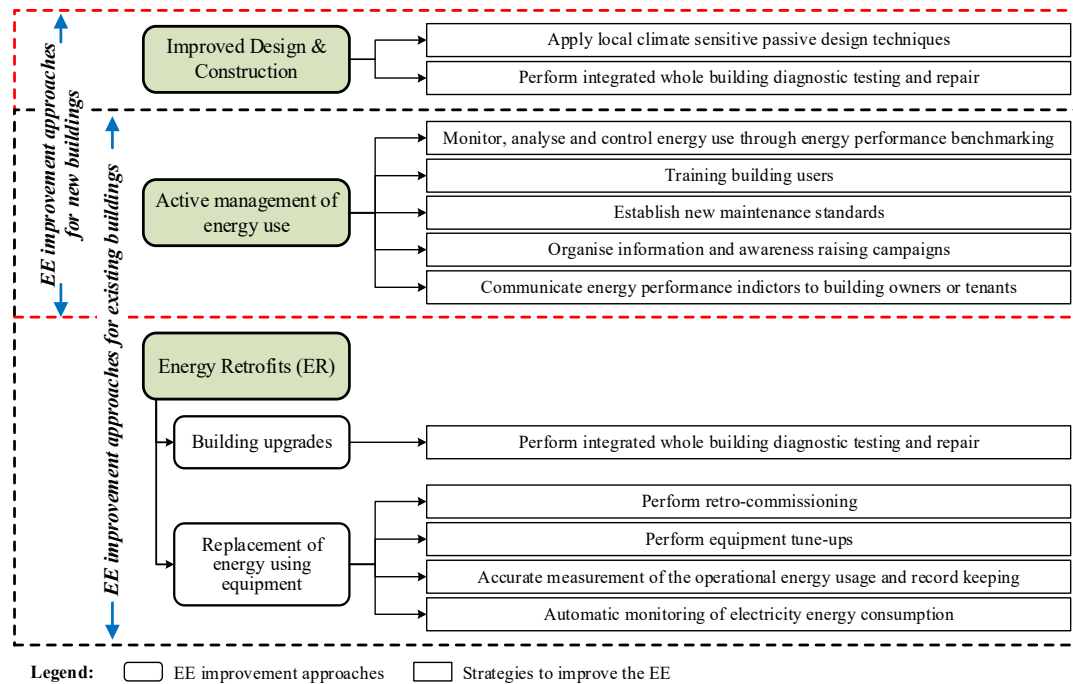 EE improvement approaches
for new buildings
EE improvement approaches for existing buildings
Improved Design &
Construction
Apply local climate sensitive passive design techniques
Perform integrated whole building diagnostic testing and repair
Active management of
energy use
Monitor, analyse and control energy use through energy performance benchmarking
Training building users
Establish new maintenance standards
Organise information and awareness raising campaigns
Communicate energy performance indictors to building owners or tenants
Energy Retrofits (ER)
Building upgrades
Perform integrated whole building diagnostic testing and repair
Replacement of
energy using
equipment
Perform retro-commissioning
Perform equipment tune-ups
Accurate measurement of the operational energy usage and record keeping
Automatic monitoring of electricity energy consumption
Legend: EE improvement approaches Strategies to improve the EE